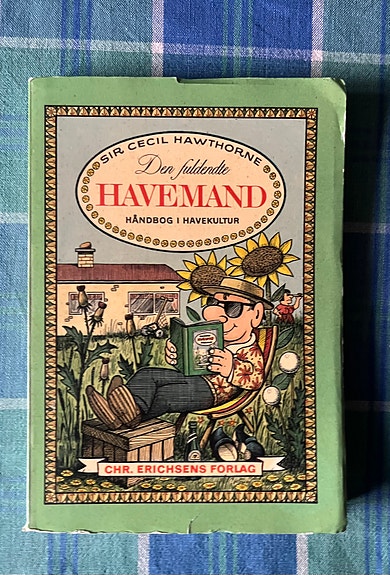 SIR CECIL HAWTHORNE
Den fuldendte
HAVEMAND
HÅNDBOG I HAVEKULTUR
CHR. ERICHSENS FORLAG